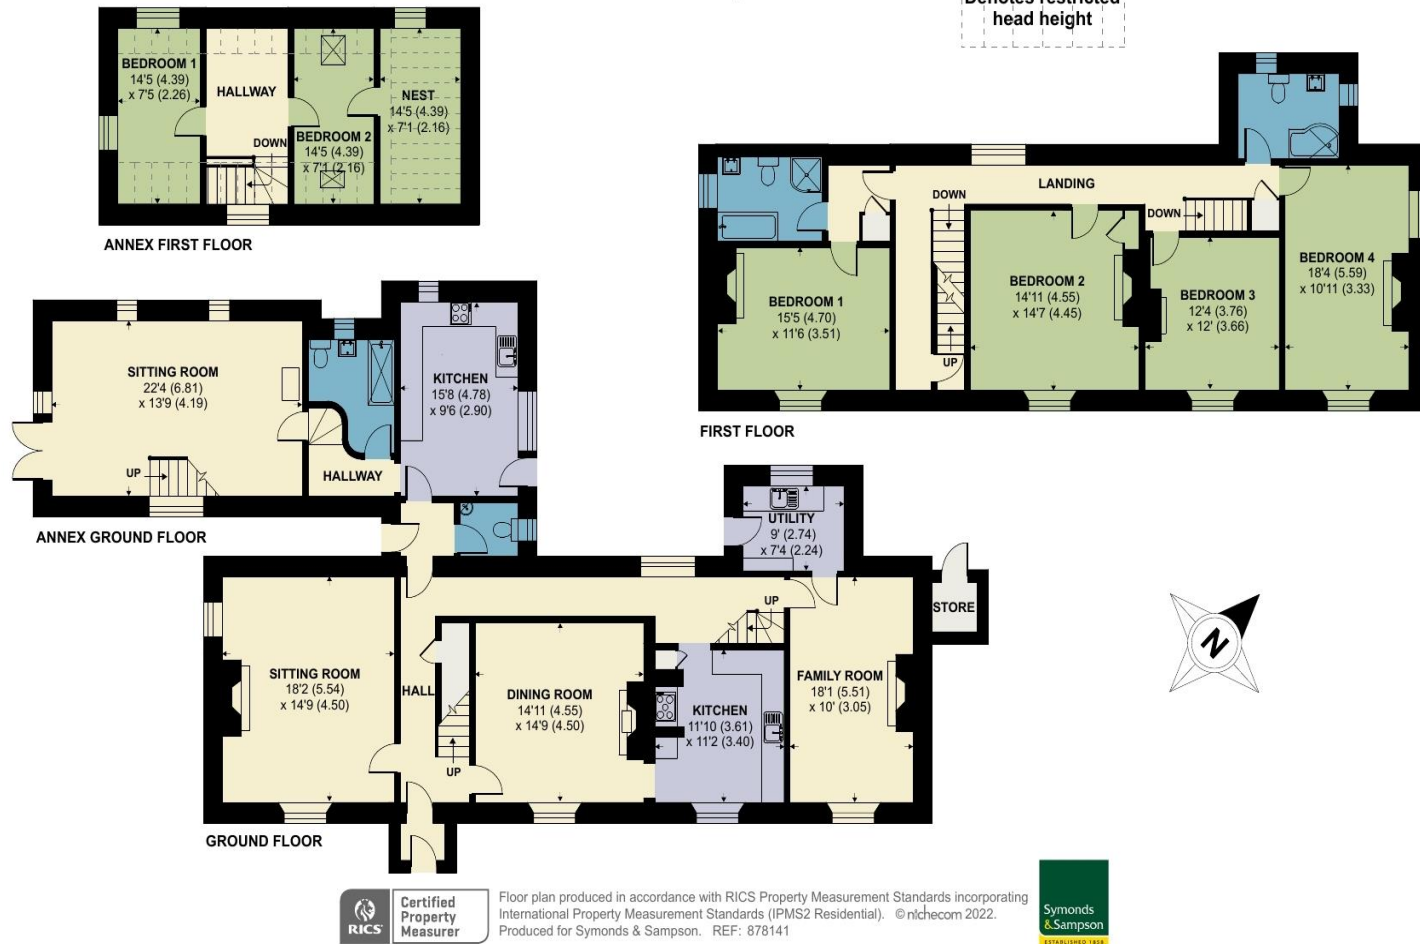 Denotes restricted
head height
BEDROOM 1
14'5 (4.39)
x 7'5 (2.26)
HALLWAY
DOWN
BEDROOM 2
14'5 (4.39)
x 7'1 (2.16)
NEST
14'5 (4.39)
x 7'1 (2.16)
ANNEX FIRST FLOOR
LANDING
DOWN
DOWN
UP
BEDROOM 1
15'5 (4.70)
x 11'6 (3.51)
BEDROOM 2
14'11 (4.55)
x 14'7 (4.45)
BEDROOM 3
12'4 (3.76)
x 12' (3.66)
BEDROOM 4
18'4 (5.59)
x 10'11 (3.33)
FIRST FLOOR
SITTING ROOM
22'4 (6.81)
x 13'9 (4.19)
UP
HALLWAY
KITCHEN
15'8 (4.78)
x 9'6 (2.90)
ANNEX GROUND FLOOR
UTILITY
9' (2.74)
x 7'4 (2.24)
STORE
UP
SITTING ROOM
18'2 (5.54)
x 14'9 (4.50)
HALL
UP
DINING ROOM
14'11 (4.55)
x 14'9 (4.50)
KITCHEN
11'10 (3.61)
x 11'2 (3.40)
FAMILY ROOM
18'1 (5.51)
x 10' (3.05)
GROUND FLOOR
N
RICS
Certified
Property
Measurer
Floor plan produced in accordance with RICS Property Measurement Standards incorporating
International Property Measurement Standards (IPMS2 Residential). © nichecom 2022.
Produced for Symonds & Sampson. REF: 878141
Symonds
& Sampson
ESTABLISHED 1858